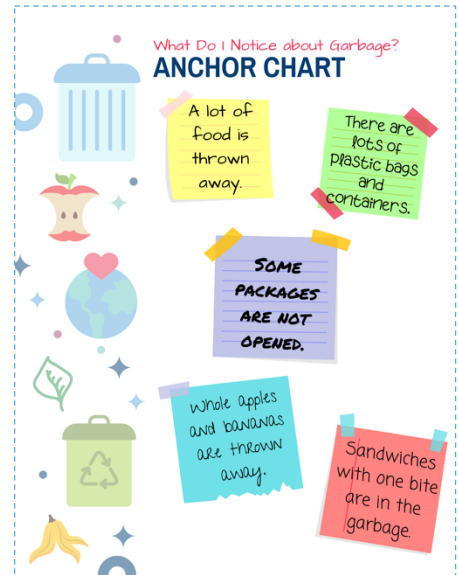 What Do I Notice about Garbage?
ANCHOR CHART
A lot of
food is
thrown
away.
There are
lots of
plastic bags
and
containers.
SOME
PACKAGES
ARE NOT
OPENED.
Whole apples
and bananas
are thrown
away.
Sandwiches
with one bite
are in the
garbage.